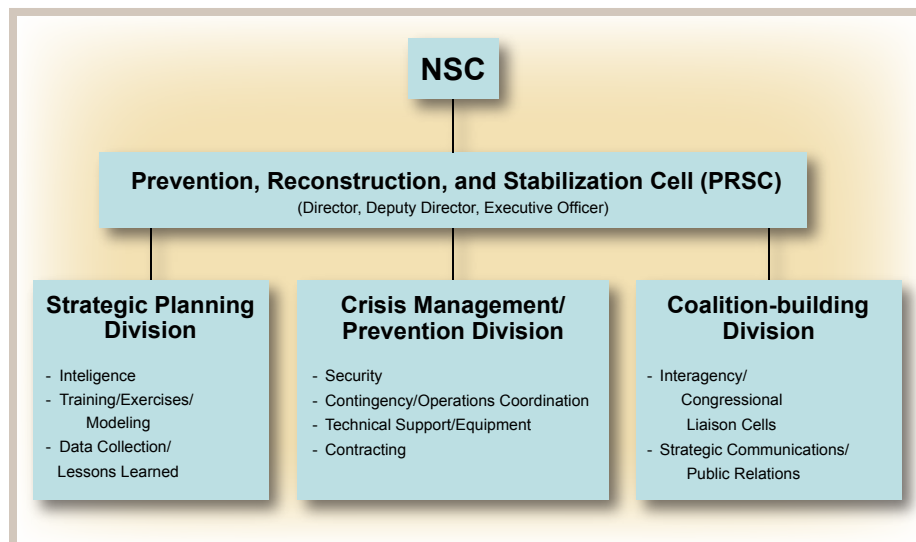 NSC
Prevention, Reconstruction, and Stabilization Cell (PRSC)
(Director, Deputy Director, Executive Officer)
Strategic Planning
Division
- Inteligence
- Training/Exercises/
Modeling
- Data Collection/
Lessons Learned
Crisis Management/
Prevention Division
- Security
- Contingency/Operations Coordination
- Technical Support/Equipment
- Contracting
Coalition-building
Division
- Interagency/
Congressional
Liaison Cells
- Strategic Communications/
Public Relations